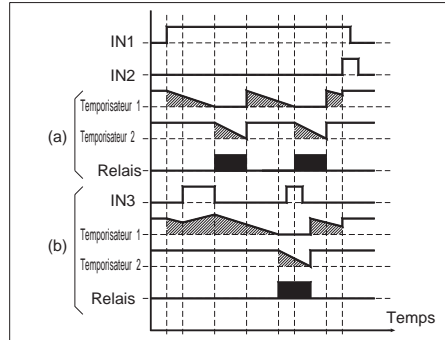 IN1
IN2
Temporisateur 1
(a)
Temporisateur 2
Relais
IN3
Temporisateur 1
(b)
Temporisateur 2
Relais
Temps